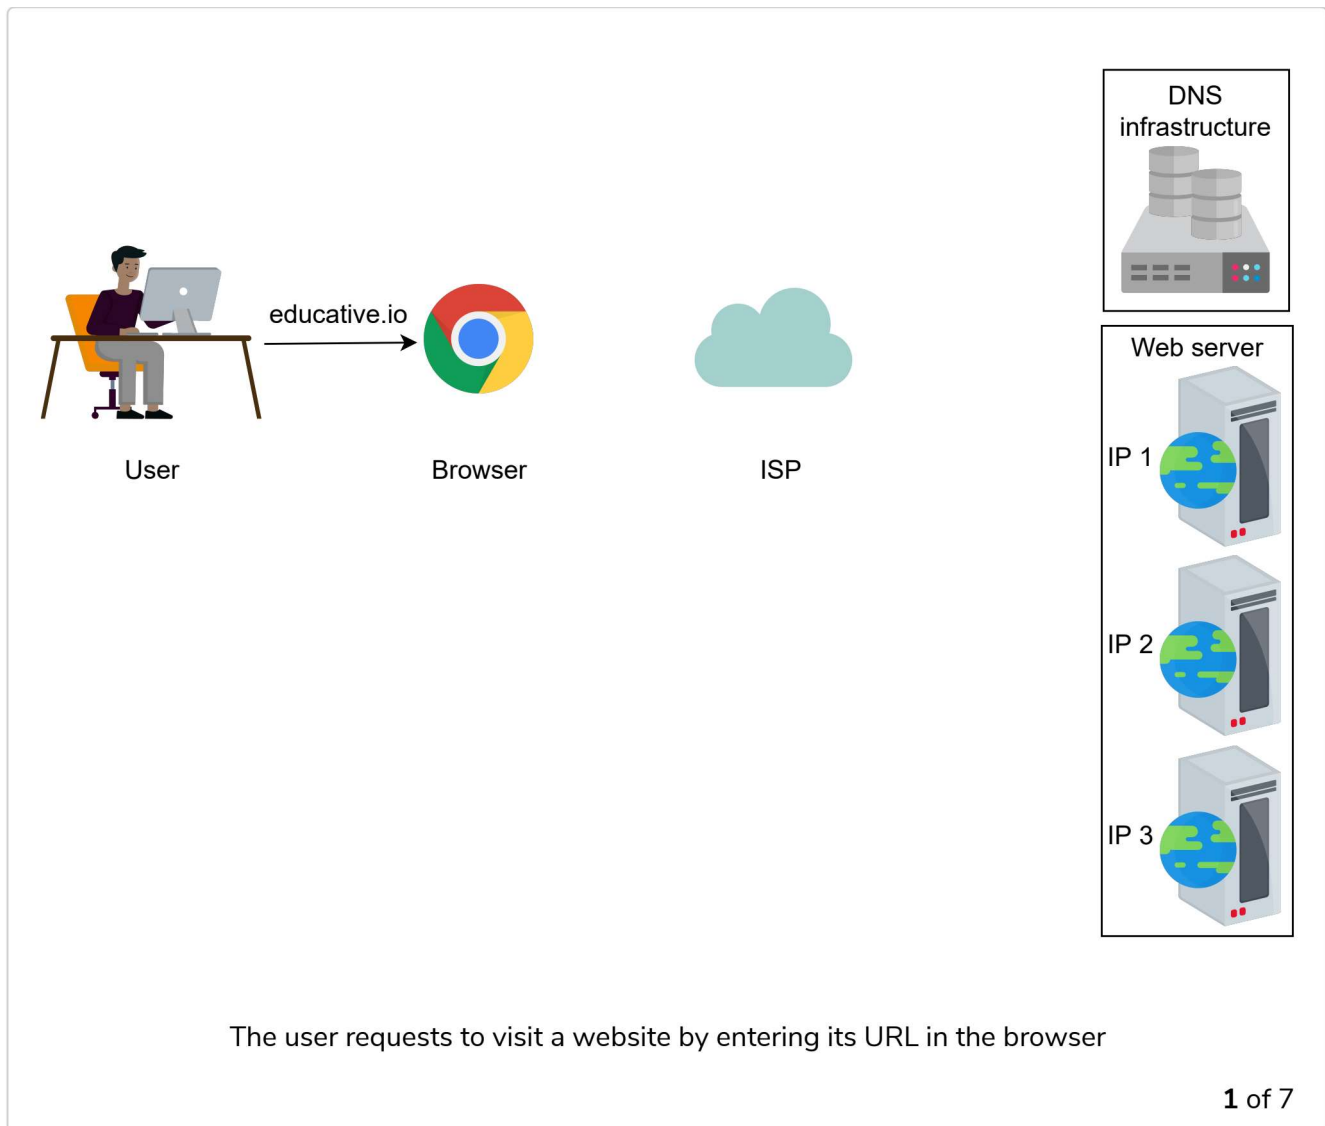 DNS
infrastructure
educative.io
Web server
User
Browser
ISP
IP 1
IP 2
IP 3
The user requests to visit a website by entering its URL in the browser
1 of 7